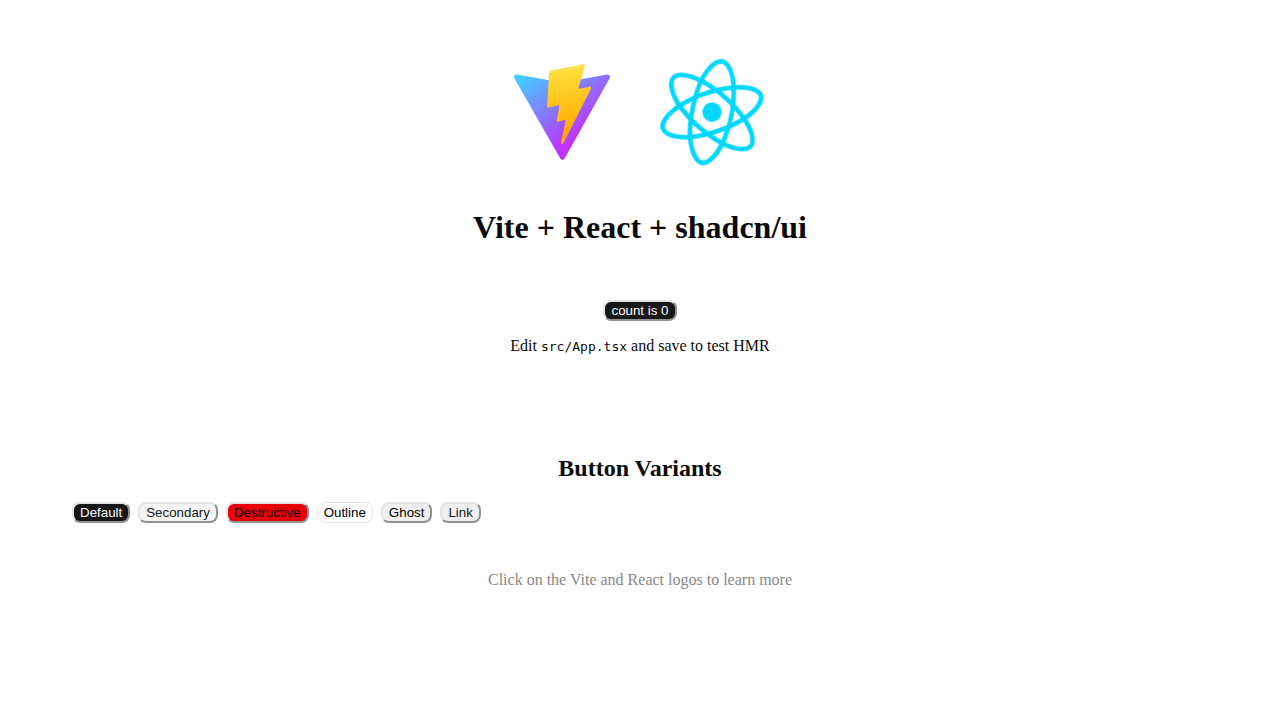 Vite + React + shadcn/ui
count is 0
Edit src/App.tsx and save to test HMR
Button Variants
Default Secondary Destructive Outline Ghost Link
Click on the Vite and React logos to learn more